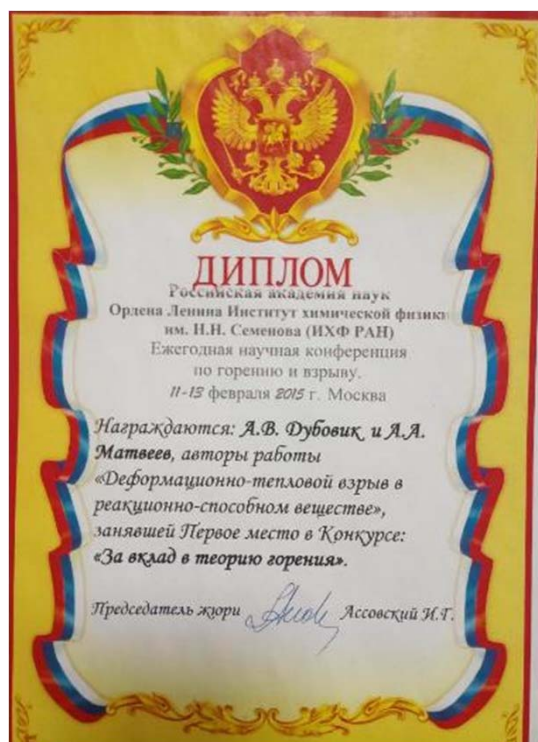 ДИПЛОМ
Российская академия наук
Ордена Ленина Институт химической физики
им. Н.Н. Семенова (ИХФ РАН)
Ежегодная научная конференция
по горению и взрыву.
11-13 февраля 2015 г. Москва
Награждаются: А.В. Дубовик и А.А.
Матвеев, авторы работы
«Деформационно-тепловой взрыв в
реакционно-способном веществе»,
занявшей Первое место в Конкурсе:
«За вклад в теорию горения».
Председатель жюри Ассовский И.Г.